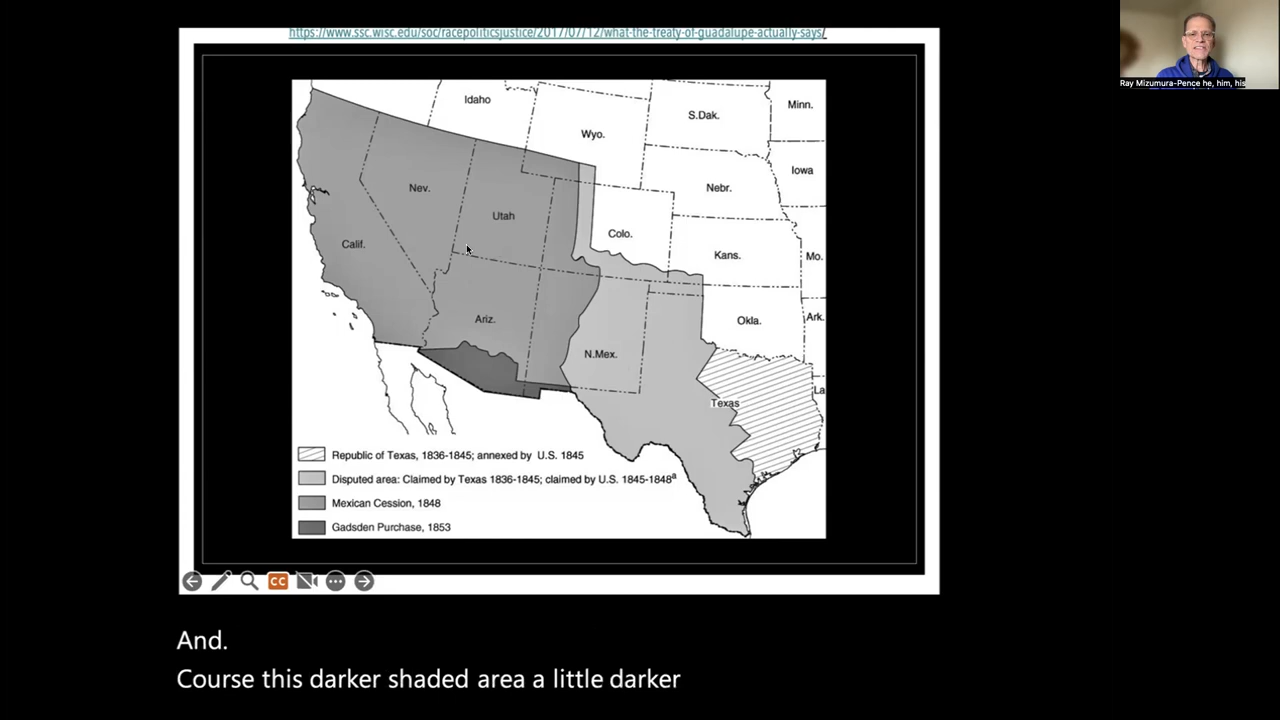 https://www.ssc.wisc.edu/soc/racepoliticsjustice/2017/07/12/what-the-treaty-of-guadalupe-actually-says/
Ray Mizumura-Pence he, him, his
Idaho
Wyo.
S.Dak.
Minn.
Iowa
Nev.
Utah
Nebr.
Calif.
Colo.
Kans.
Mo.
Ariz.
N.Mex.
Okla.
Ark.
Texas
La
Republic of Texas, 1836-1845; annexed by U.S. 1845
Disputed area: Claimed by Texas 1836-1845; claimed by U.S. 1845-1848a
Mexican Cession, 1848
Gadsden Purchase, 1853
CC
And.
Course this darker shaded area a little darker